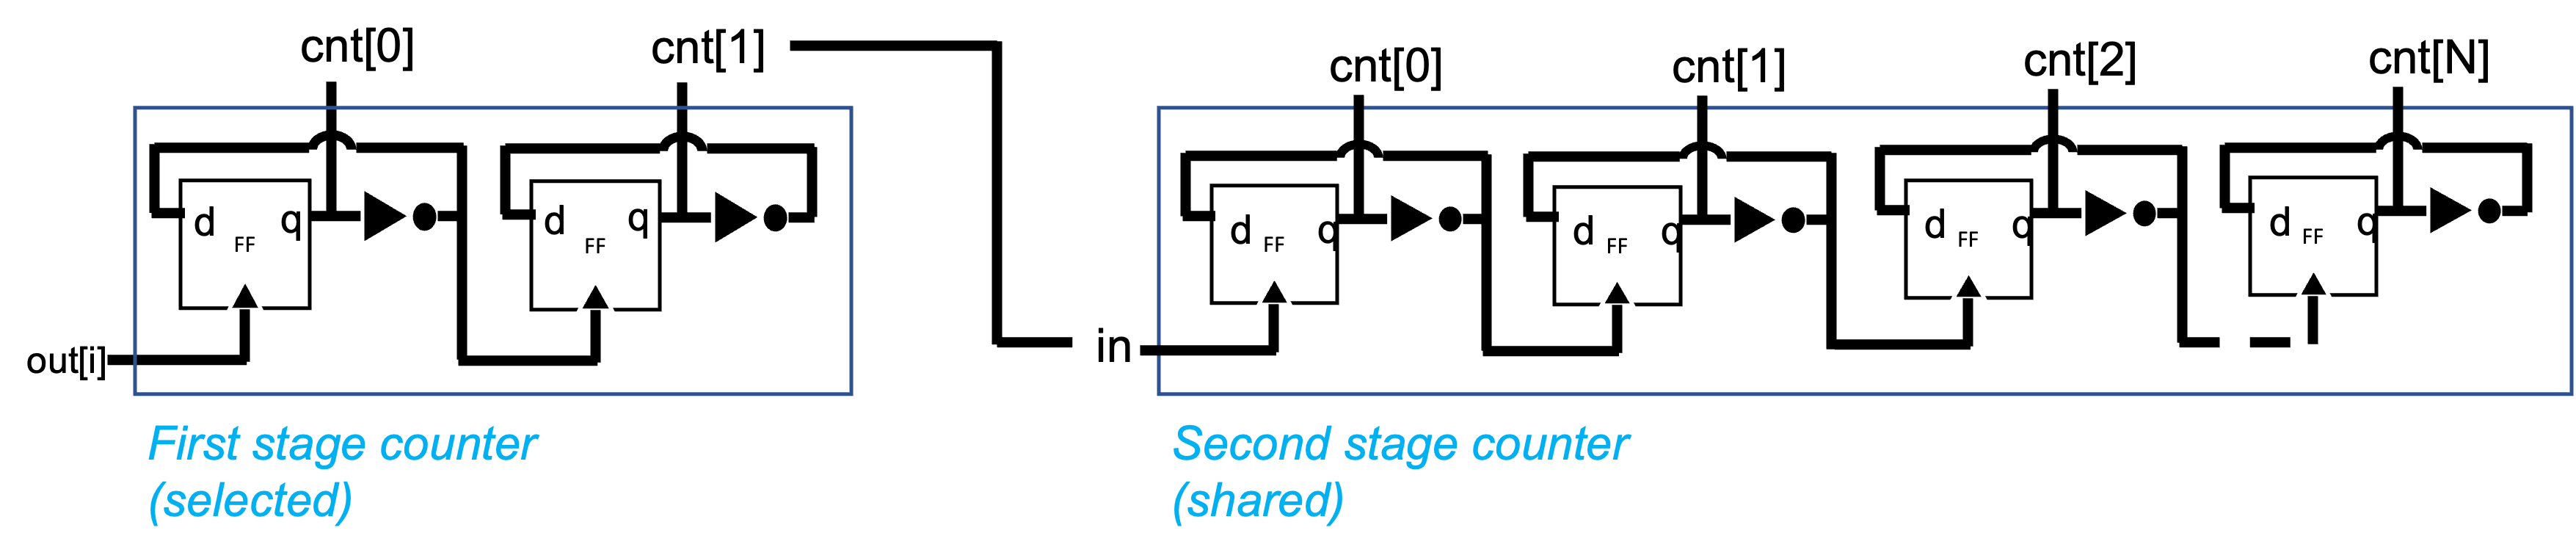 cnt[0]
cnt[1]
cnt[0]
cnt[1]
cnt[2]
cnt[N]
d
FF
q
d
FF
q
d
FF
q
d
FF
q
d
FF
q
d
FF
q
out[i]
in
First stage counter
(selected)
Second stage counter
(shared)